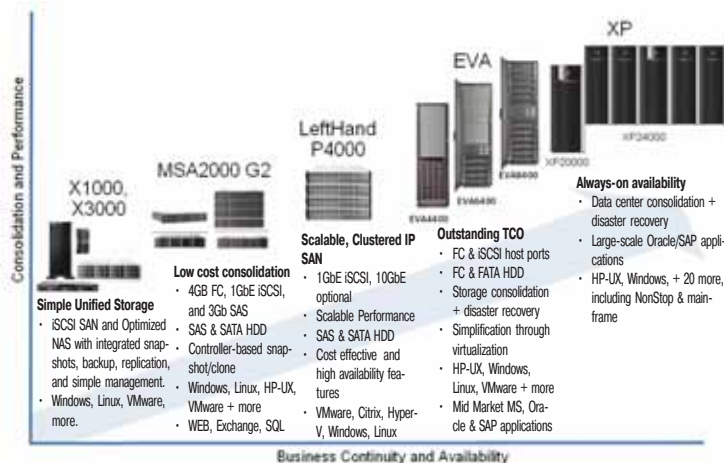 Consolidation and Performance
X1000,
X3000
Simple Unified Storage
· iSCSI SAN and Optimized
NAS with integrated snap-
shots, backup, replication,
and simple management.
· Windows, Linux, VMware,
more.
MSA2000 G2
Low cost consolidation
· 4GB FC, 1GbE iSCSI,
and 3Gb SAS
· SAS & SATA HDD
· Controller-based snap-
shot/clone
· Windows, Linux, HP-UX,
VMware + more
· WEB, Exchange, SQL
LeftHand
P4000
Scalable, Clustered IP
SAN
· 1GbE iSCSI, 10GbE
optional
· Scalable Performance
· SAS & SATA HDD
· Cost effective and
high availability fea-
tures
· VMware, Citrix, Hyper-
V, Windows, Linux
EVA
EVA4400
EVA6400
EVA8400
Outstanding TCO
· FC & iSCSI host ports
· FC & FATA HDD
· Storage consolidation
+ disaster recovery
· Simplification through
virtualization
· HP-UX, Windows,
Linux, VMware + more
· Mid Market MS, Ora-
cle & SAP applications
XP
XP20000
XP24000
Always-on availability
· Data center consolidation +
disaster recovery
· Large-scale Oracle/SAP appli-
cations
· HP-UX, Windows, + 20 more,
including NonStop & main-
frame
Business Continuity and Availability